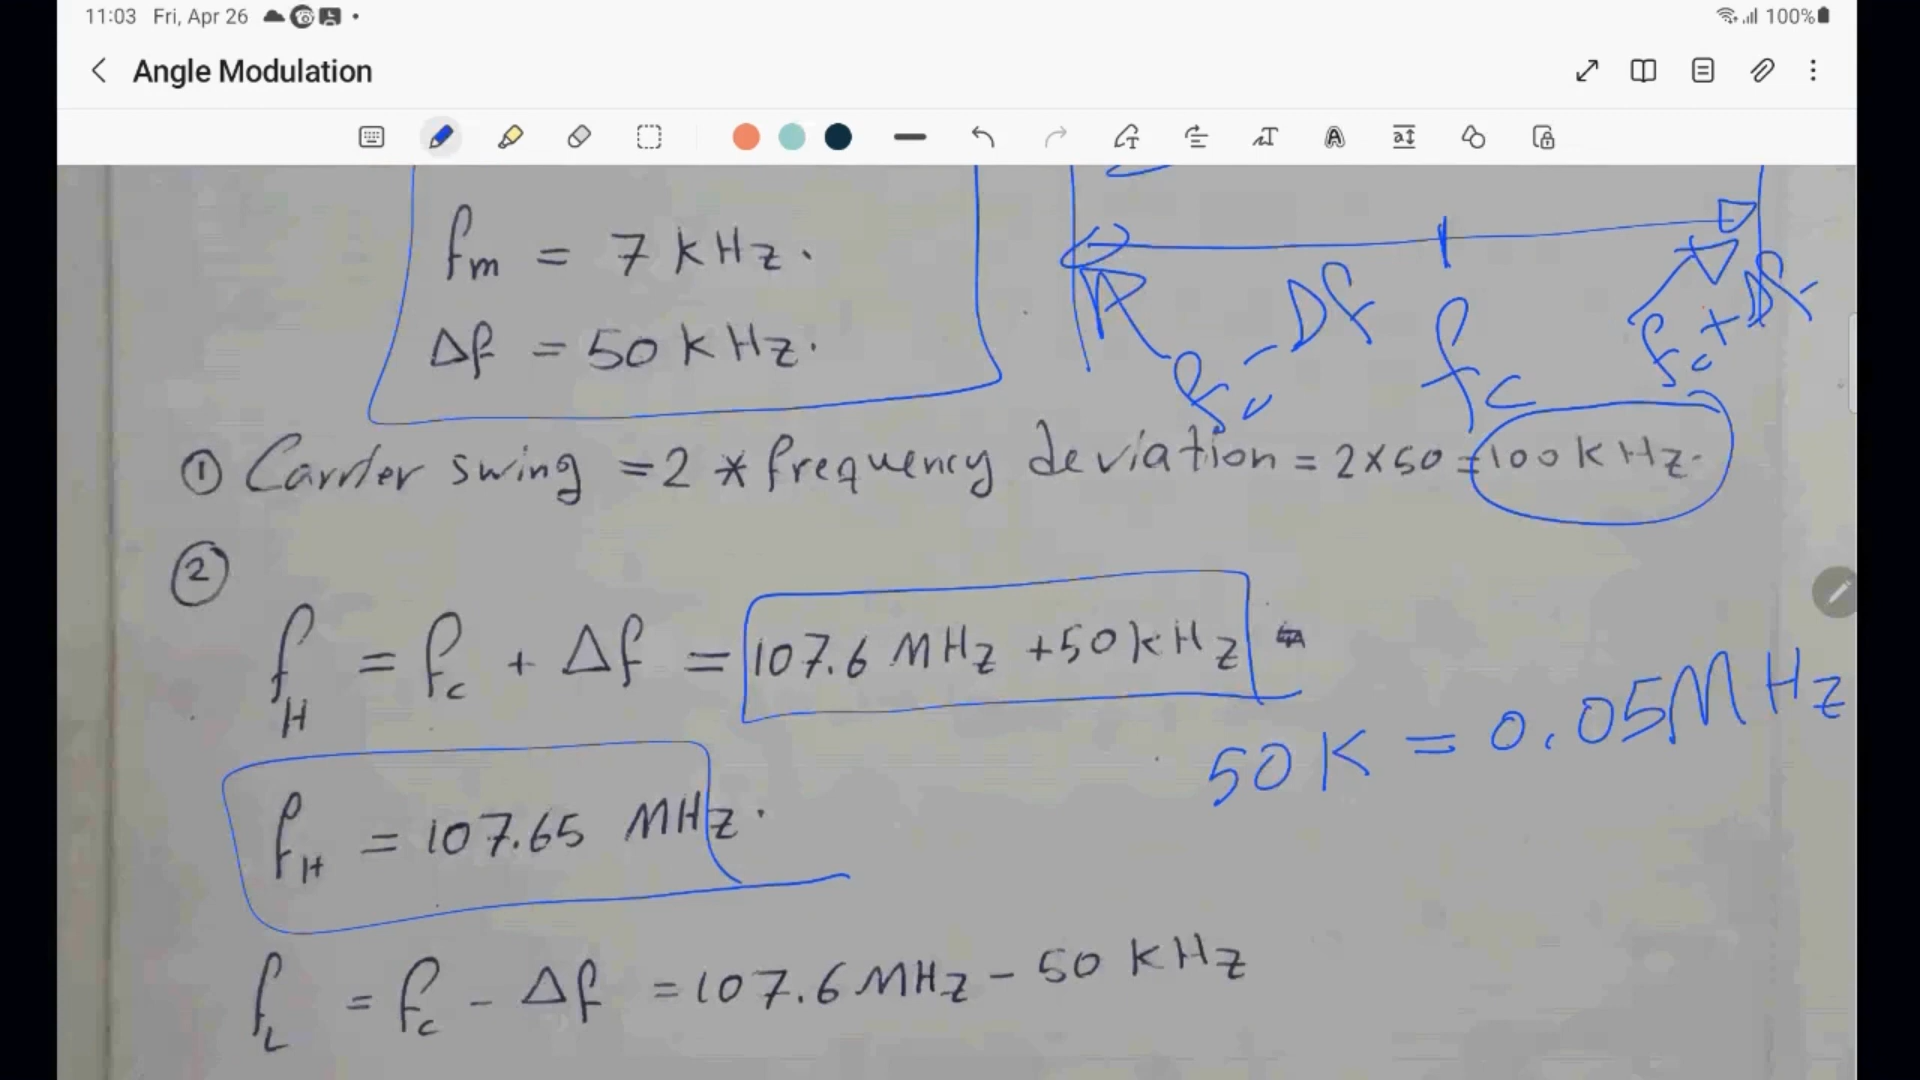 11:03 Fri, Apr 26
100%
Angle Modulation
fm = 7 KHz.
Δf = 50 KHz.
fc - Δf
fc
fc + Δf
① Carrier swing = 2 * frequency deviation = 2 x 50 = 100 KHz.
②
fH = fc + Δf = 107.6 MHz + 50 KHz
50 K = 0.05 MHz
fH = 107.65 MHz.
fL = fc - Δf = 107.6 MHz - 50 KHz